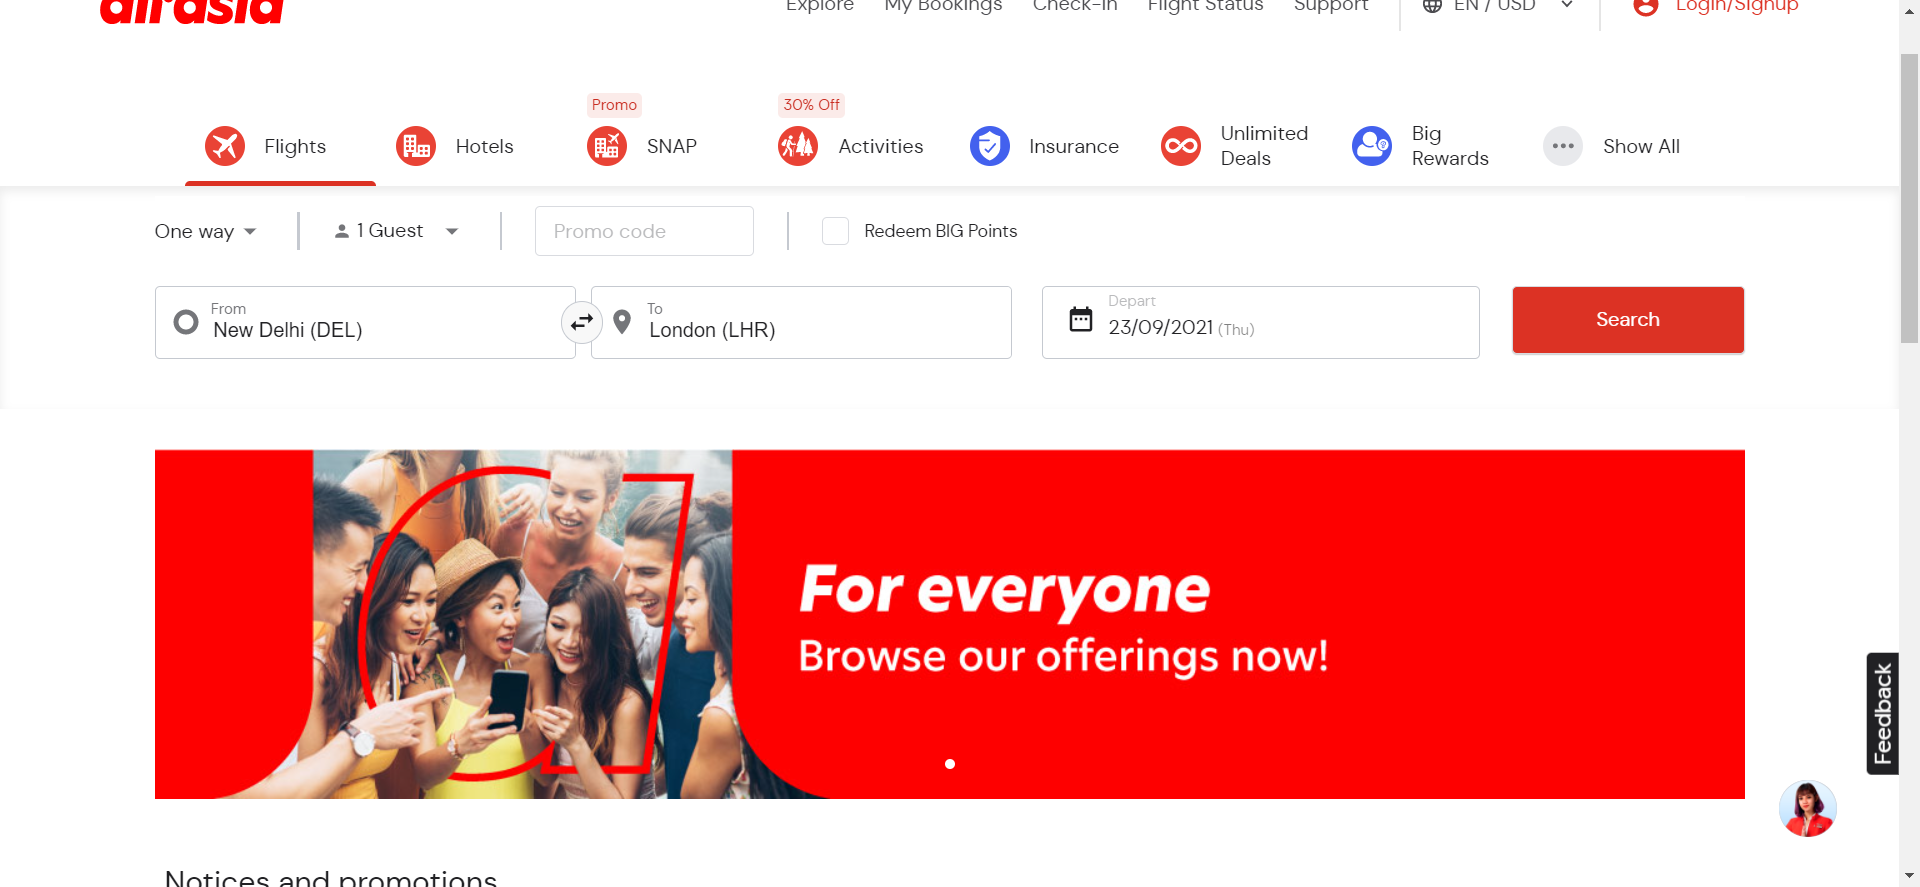 airasia
Explore My Bookings Check-In Flight Status Support EN / USD Login/Signup
Promo 30% Off
Flights Hotels SNAP Activities Insurance Unlimited Deals Big Rewards Show All
One way 1 Guest Promo code Redeem BIG Points
From To Depart
New Delhi (DEL) London (LHR) 23/09/2021 (Thu) Search
For everyone
Browse our offerings now!
Feedback
Notices and promotions